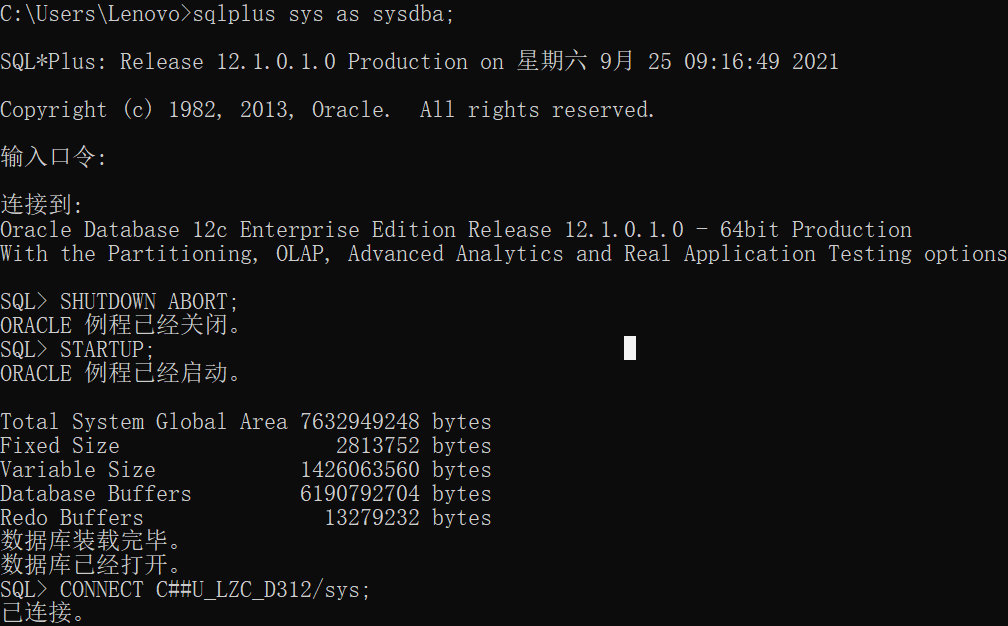 C:\Users\Lenovo>sqlplus sys as sysdba;
SQL*Plus: Release 12.1.0.1.0 Production on 星期六 9月 25 09:16:49 2021
Copyright (c) 1982, 2013, Oracle.  All rights reserved.
输入口令:
连接到:
Oracle Database 12c Enterprise Edition Release 12.1.0.1.0 - 64bit Production
With the Partitioning, OLAP, Advanced Analytics and Real Application Testing options
SQL> SHUTDOWN ABORT;
ORACLE 例程已经关闭。
SQL> STARTUP;
ORACLE 例程已经启动。
Total System Global Area 7632949248 bytes
Fixed Size                  2813752 bytes
Variable Size            1426063560 bytes
Database Buffers         6190792704 bytes
Redo Buffers               13279232 bytes
数据库装载完毕。
数据库已经打开。
SQL> CONNECT C##U_LZC_D312/sys;
已连接。